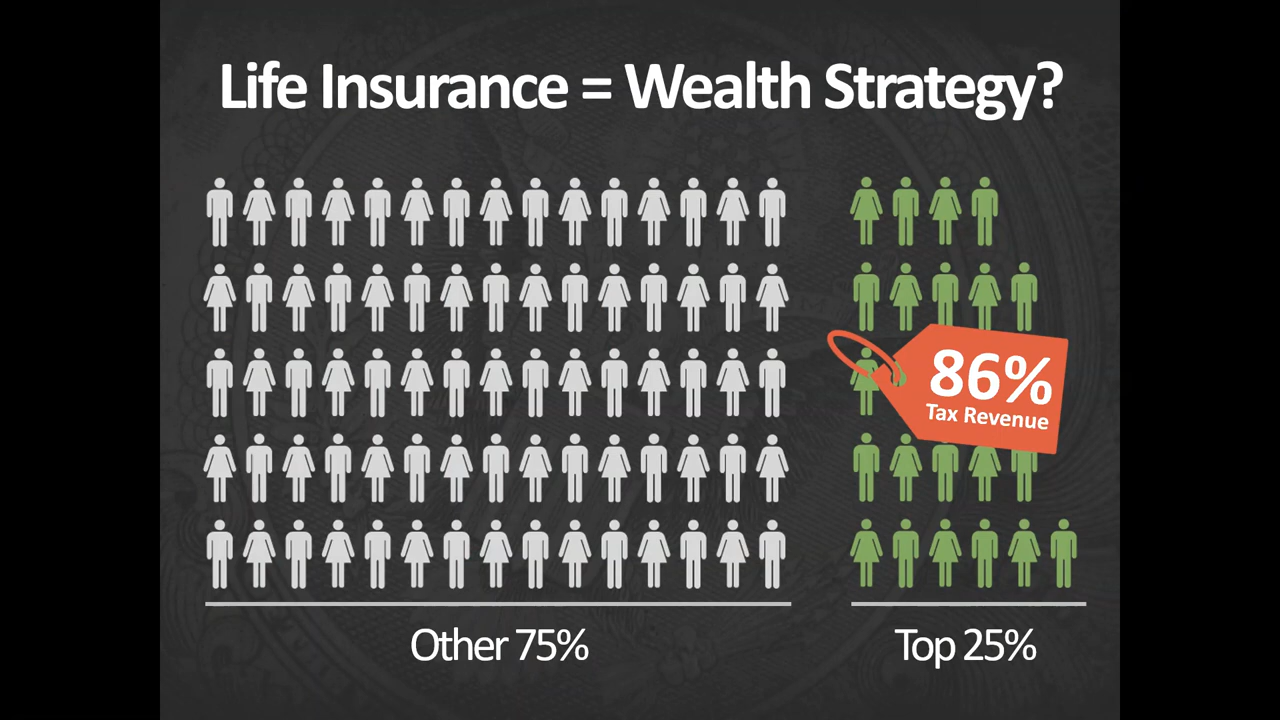 Life Insurance = Wealth Strategy?
86%
Tax Revenue
Other 75%
Top 25%